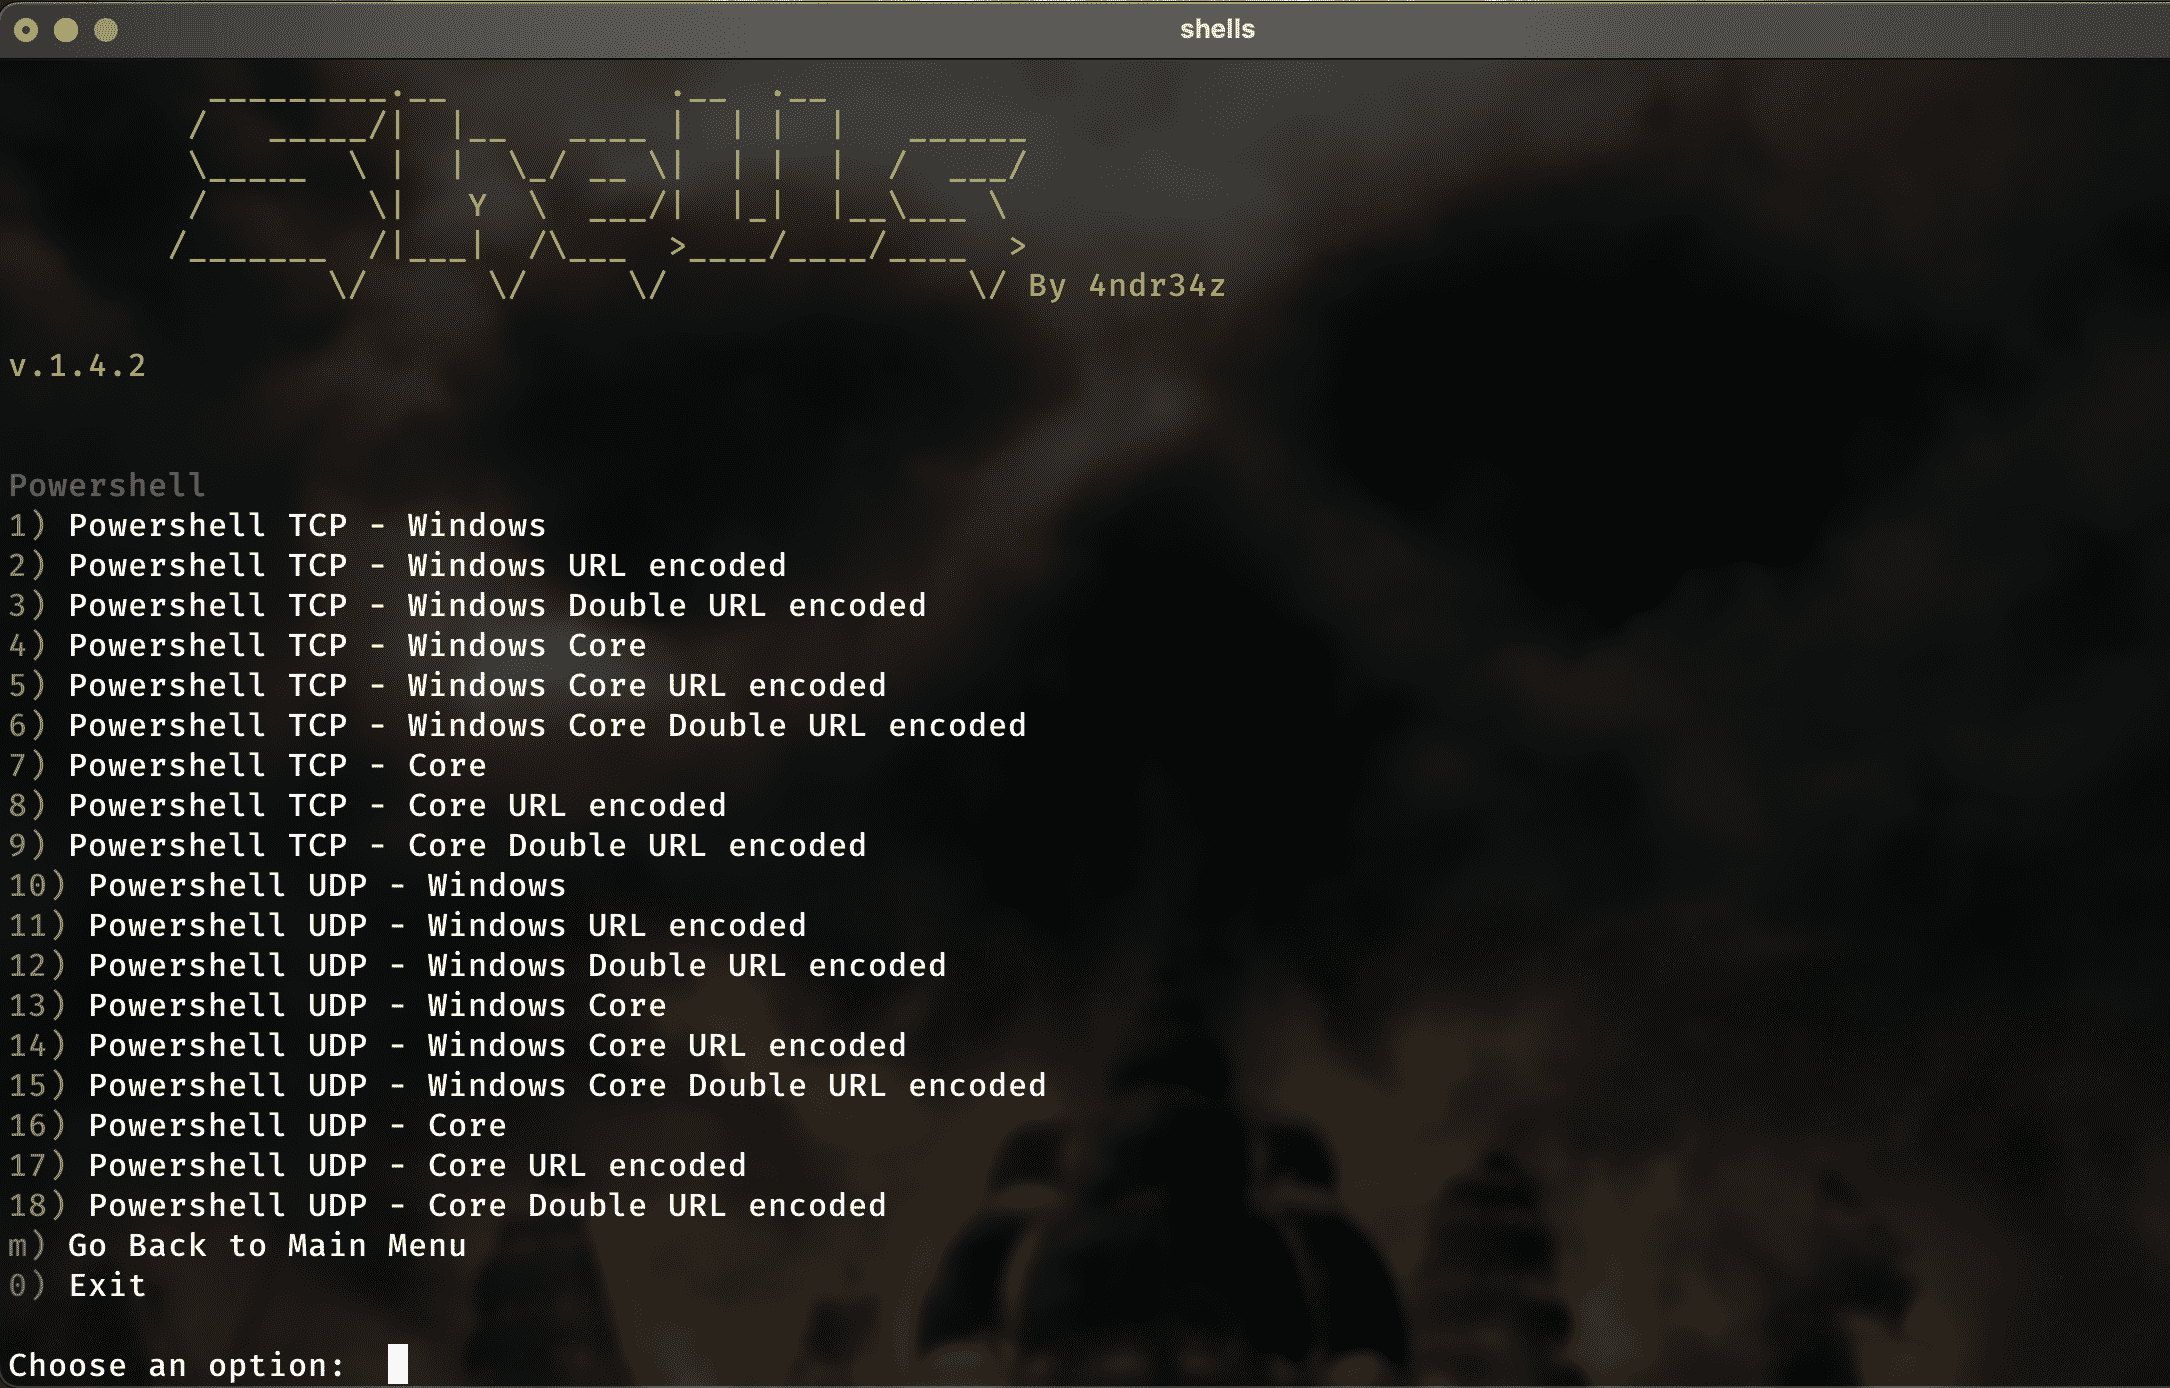 shells
By 4ndr34z
v.1.4.2
Powershell
1) Powershell TCP - Windows
2) Powershell TCP - Windows URL encoded
3) Powershell TCP - Windows Double URL encoded
4) Powershell TCP - Windows Core
5) Powershell TCP - Windows Core URL encoded
6) Powershell TCP - Windows Core Double URL encoded
7) Powershell TCP - Core
8) Powershell TCP - Core URL encoded
9) Powershell TCP - Core Double URL encoded
10) Powershell UDP - Windows
11) Powershell UDP - Windows URL encoded
12) Powershell UDP - Windows Double URL encoded
13) Powershell UDP - Windows Core
14) Powershell UDP - Windows Core URL encoded
15) Powershell UDP - Windows Core Double URL encoded
16) Powershell UDP - Core
17) Powershell UDP - Core URL encoded
18) Powershell UDP - Core Double URL encoded
m) Go Back to Main Menu
0) Exit
Choose an option: